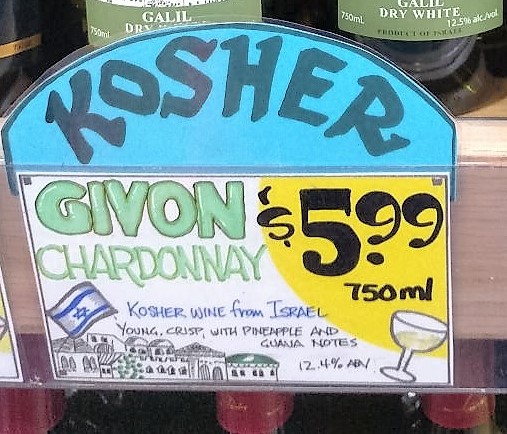 GALIL
DRY
750ml
GALIL
DRY WHITE
750ml
12.5% alc./vol
PRODUCT OF ISRAEL
KOSHER
GIVON
CHARDONNAY
$5.99
750ml
KOSHER WINE from ISRAEL
YOUNG, CRISP, WITH PINEAPPLE AND
GUAVA NOTES
12.4% ABV